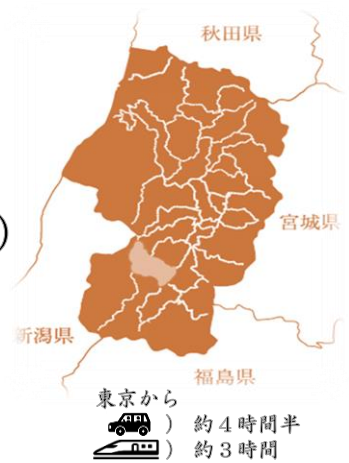 秋田県
宮城県
新潟県
福島県
東京から
) 約4時間半
) 約3時間